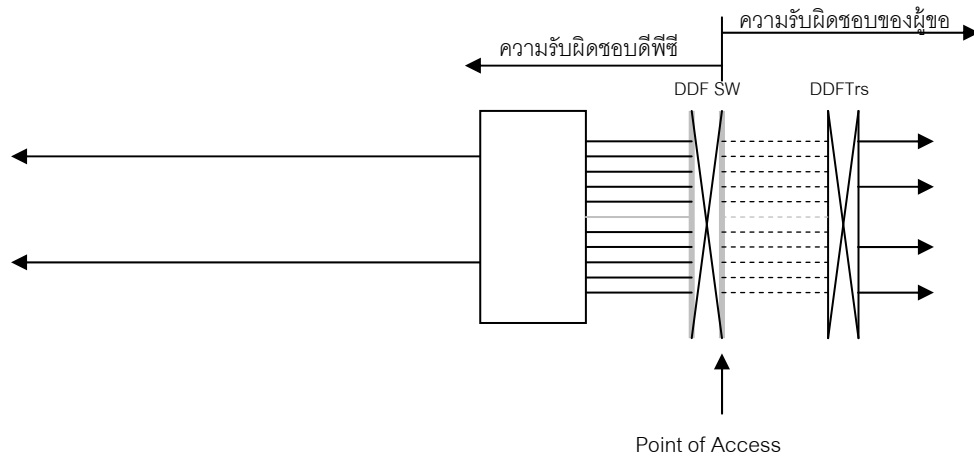 ความรับผิดชอบของผู้ขอ
ความรับผิดชอบดีพีซี
DDF SW
DDFTrs
Point of Access